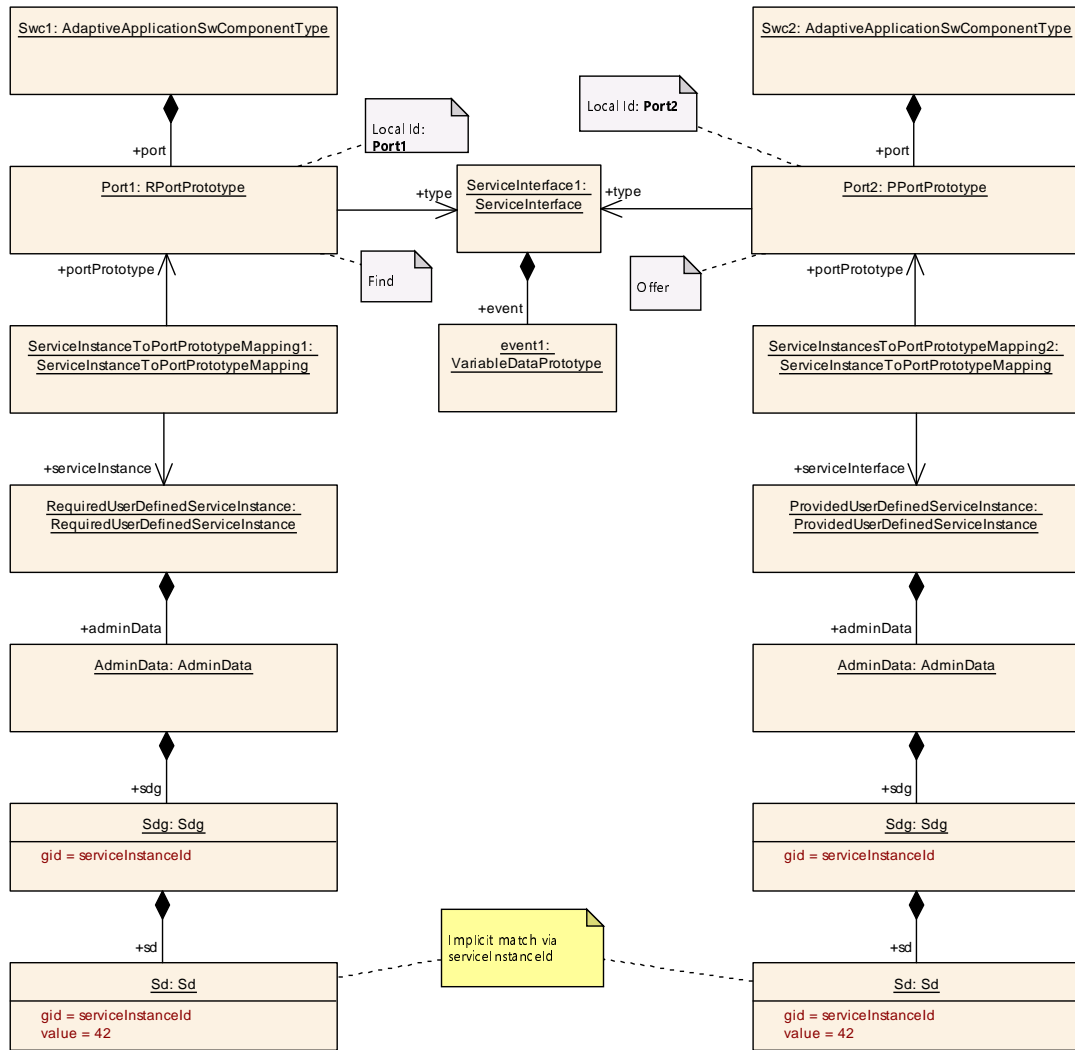 Swc1: AdaptiveApplicationSwComponentType
Swc2: AdaptiveApplicationSwComponentType
Local Id:
Port1
Local Id: Port2
+port
+port
Port1: RPortPrototype
+type
ServiceInterface1:
ServiceInterface
+type
Port2: PPortPrototype
+portPrototype
Find
Offer
+portPrototype
+event
ServiceInstanceToPortPrototypeMapping1:
ServiceInstanceToPortPrototypeMapping
event1:
VariableDataPrototype
ServiceInstancesToPortPrototypeMapping2:
ServiceInstanceToPortPrototypeMapping
+serviceInstance
+serviceInterface
RequiredUserDefinedServiceInstance:
RequiredUserDefinedServiceInstance
ProvidedUserDefinedServiceInstance:
ProvidedUserDefinedServiceInstance
+adminData
+adminData
AdminData: AdminData
AdminData: AdminData
+sdg
+sdg
Sdg: Sdg
gid = serviceInstanceId
Sdg: Sdg
gid = serviceInstanceId
+sd
Implicit match via
serviceInstanceId
+sd
Sd: Sd
gid = serviceInstanceId
value = 42
Sd: Sd
gid = serviceInstanceId
value = 42